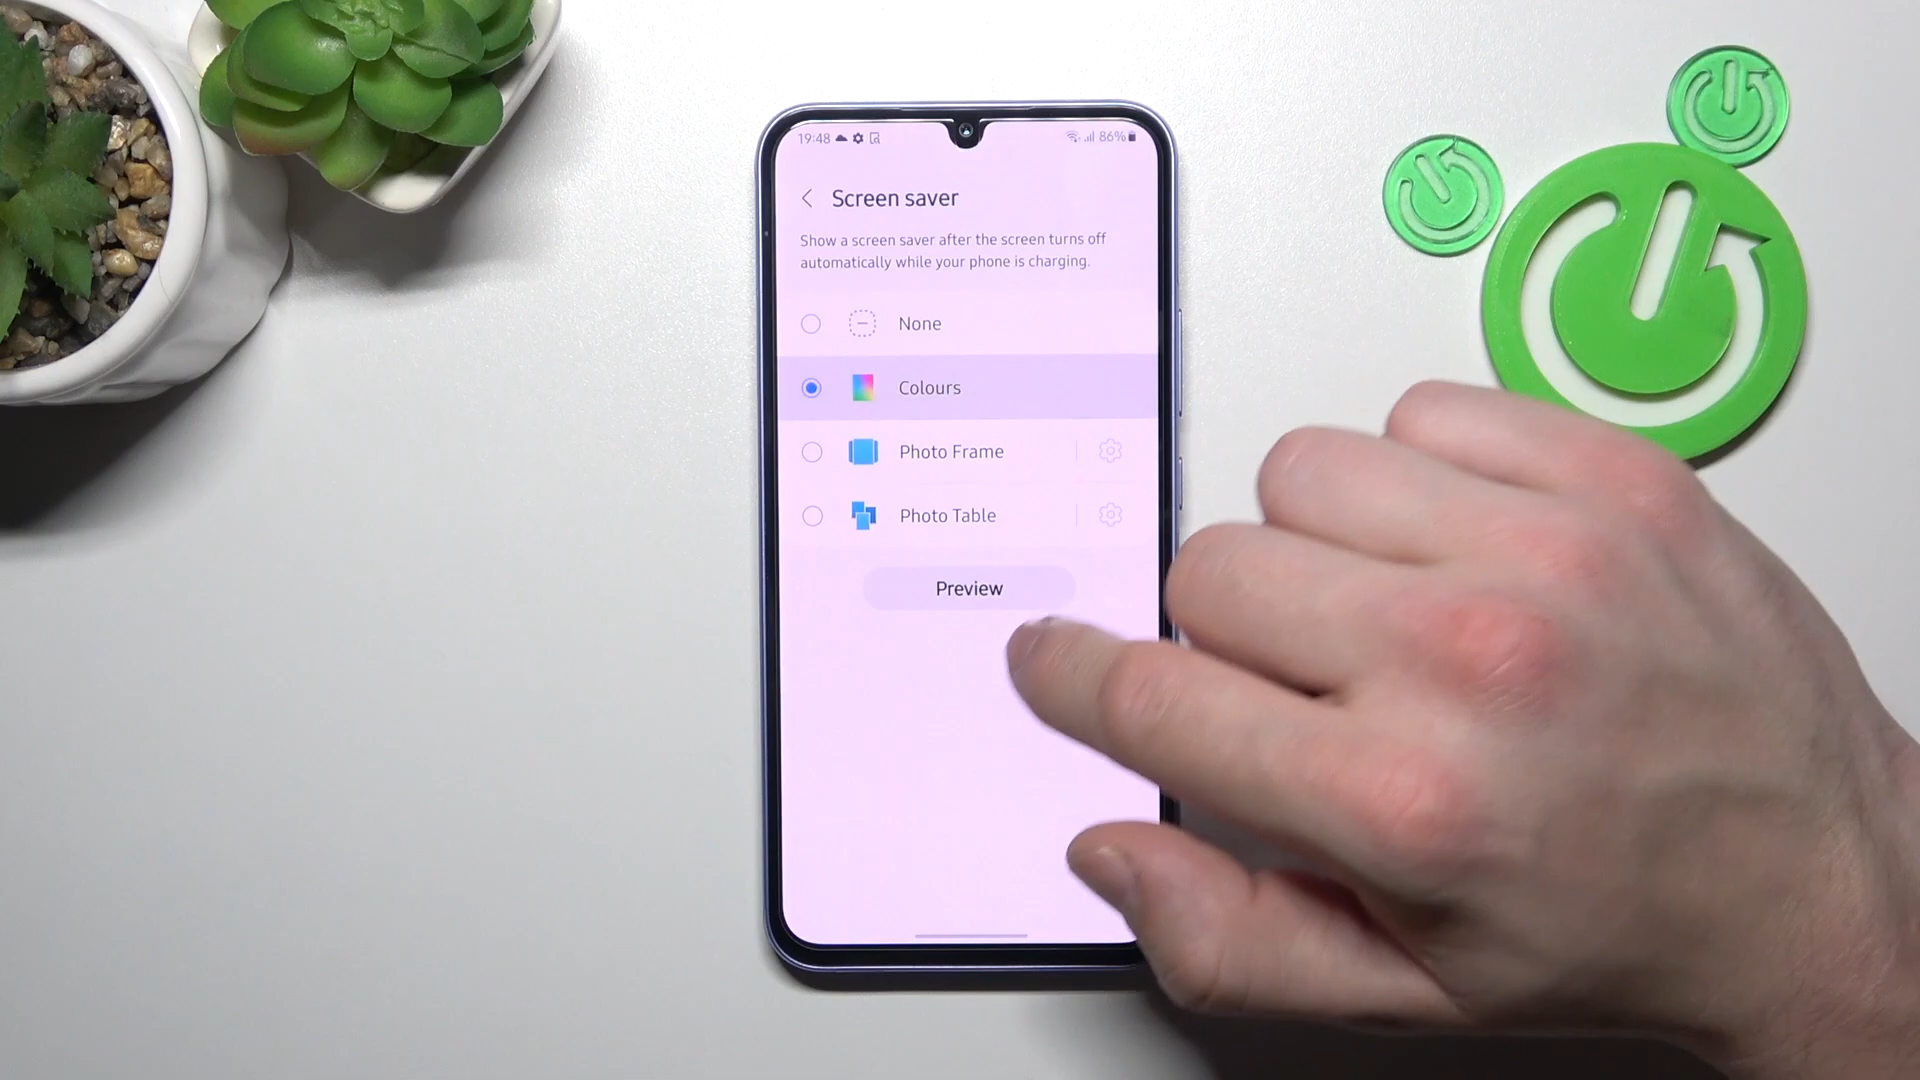 19:48 86%
Screen saver
Show a screen saver after the screen turns off
automatically while your phone is charging.
None
Colours
Photo Frame
Photo Table
Preview